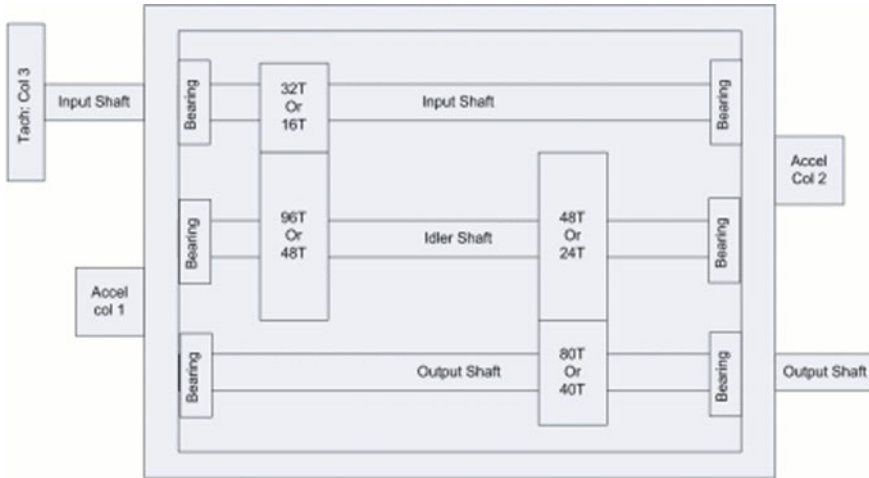 Tach: Col 3
Input Shaft
Bearing
32T
Or
16T
Input Shaft
Bearing
Accel
Col 2
Bearing
96T
Or
48T
Idler Shaft
48T
Or
24T
Bearing
Accel
col 1
Bearing
Output Shaft
80T
Or
40T
Bearing
Output Shaft